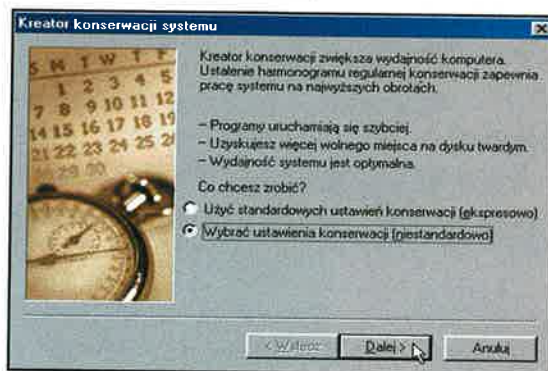 Kreator konserwacji systemu
Kreator konserwacji zwiększa wydajność komputera.
Ustalenie harmonogramu regularnej konserwacji zapewnia
pracę systemu na najwyższych obrotach.
– Programy uruchamiają się szybciej.
– Uzyskujesz więcej wolnego miejsca na dysku twardym.
– Wydajność systemu jest optymalna.
Co chcesz zrobić?
Użyć standardowych ustawień konserwacji (ekspresowo)
Wybrać ustawienia konserwacji (niestandardowo)
S M T W T F
1 2 3 4 5
7 8 9 10 11 12
14 15 16 17 18 19
21 22 23 24 25 26
28 29 30
< Wstecz
Dalej >
Anuluj